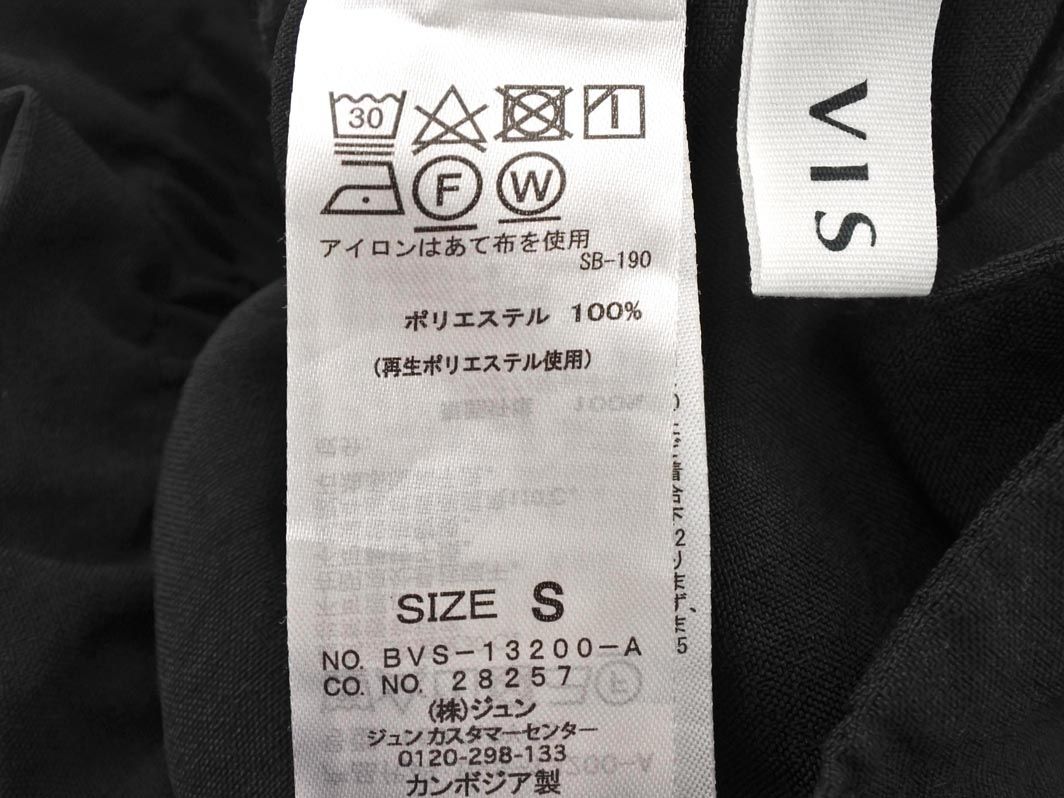 30
F W
アイロンはあて布を使用
SB-190
ポリエステル 100%
(再生ポリエステル使用)
SIZE S
NO. BVS-13200-A
CO. NO. 28257
(株)ジュン
ジュン カスタマーセンター
0120-298-133
カンボジア製
VIS